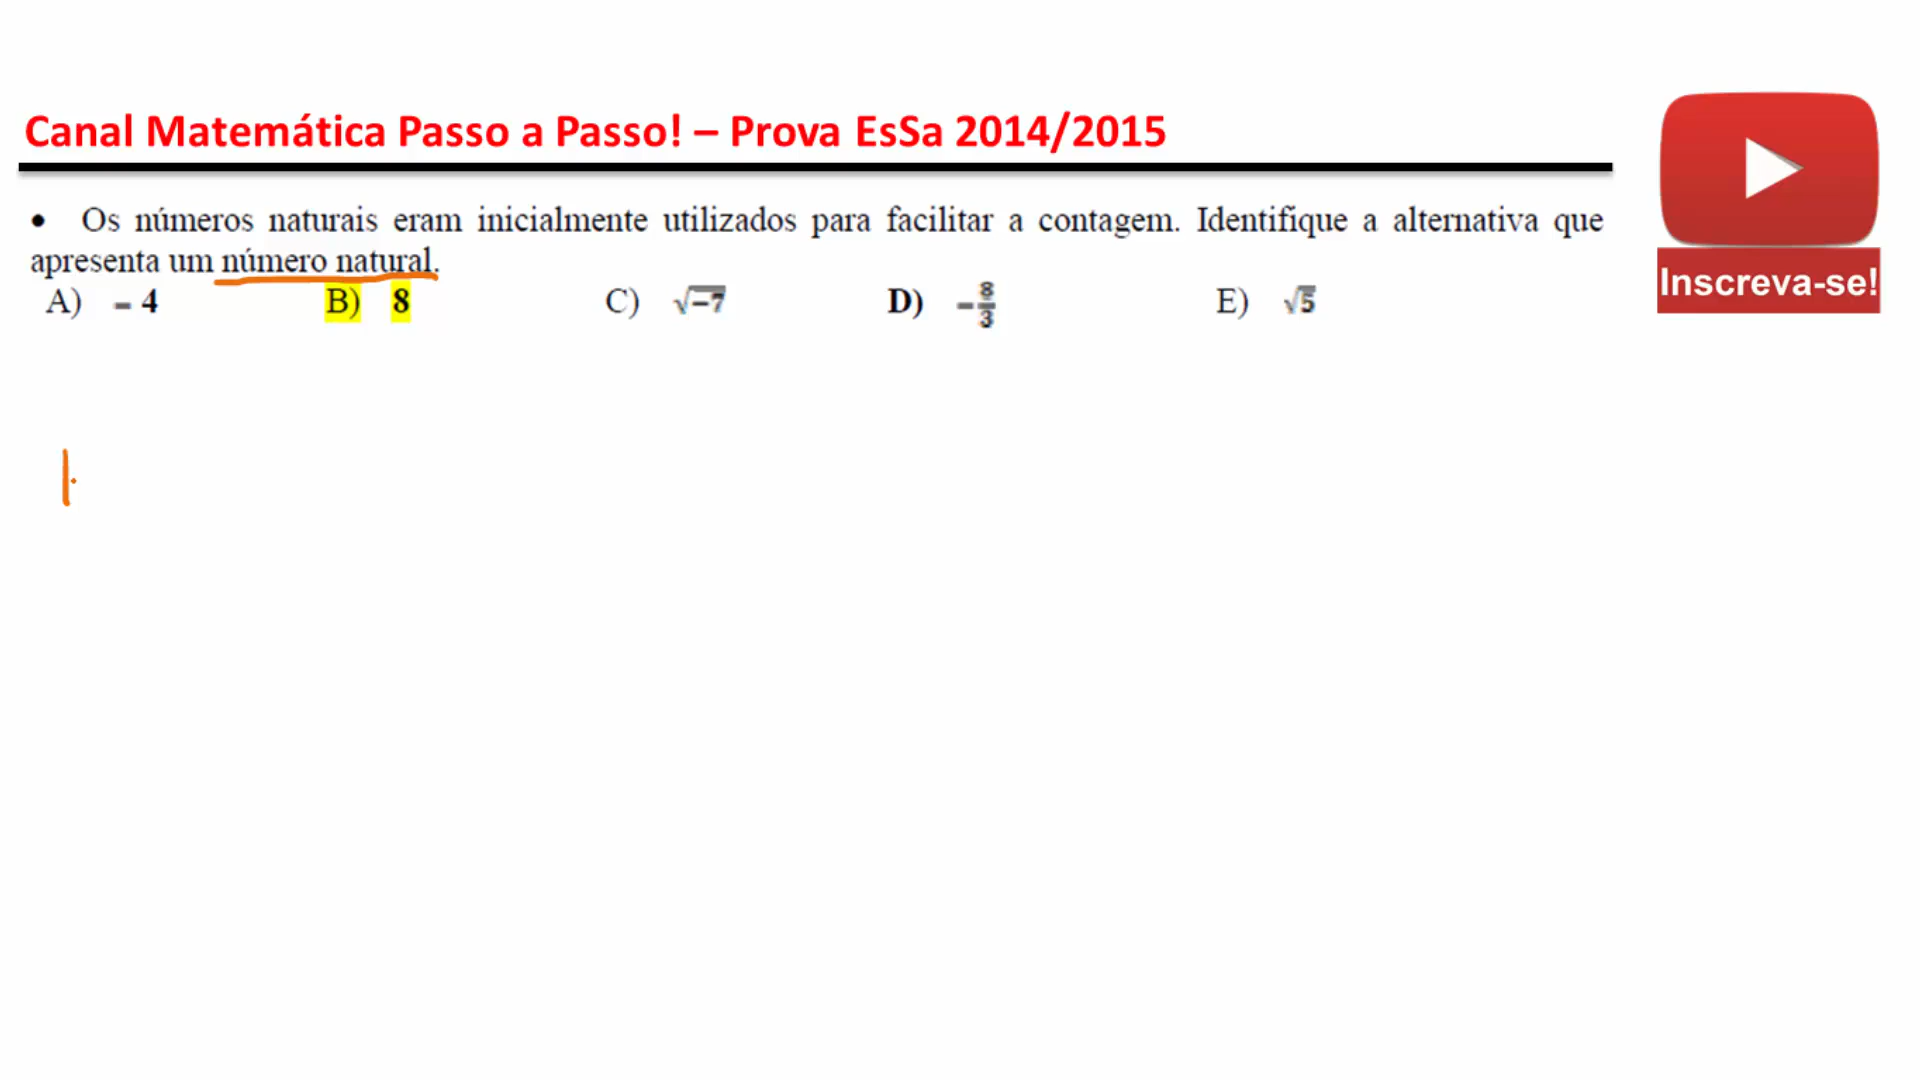 Canal Matemática Passo a Passo! – Prova EsSa 2014/2015
• Os números naturais eram inicialmente utilizados para facilitar a contagem. Identifique a alternativa que
apresenta um número natural.
A) – 4 B) 8 C) √−7 D) −8/3 E) √5
Inscreva-se!